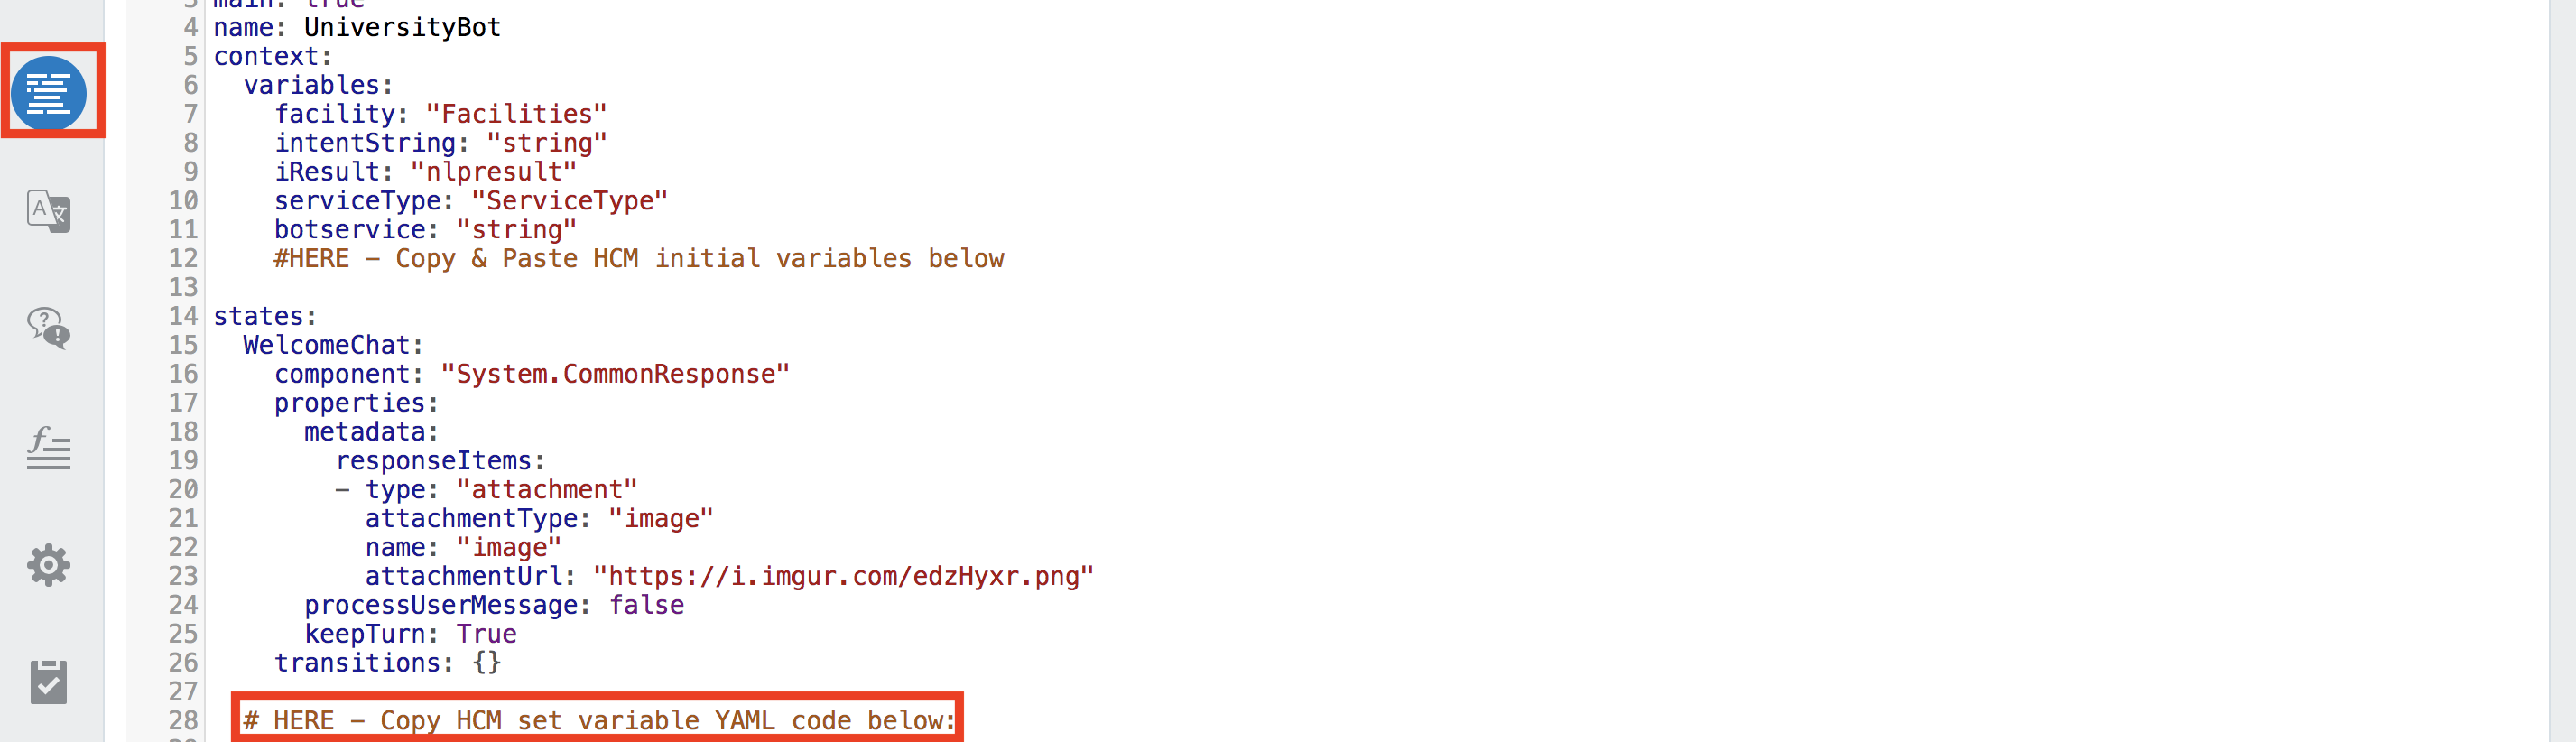 3 main: true
4 name: UniversityBot
5 context:
6 variables:
7 facility: "Facilities"
8 intentString: "string"
9 iResult: "nlpresult"
10 serviceType: "ServiceType"
11 botservice: "string"
12 #HERE – Copy & Paste HCM initial variables below
13
14 states:
15 WelcomeChat:
16 component: "System.CommonResponse"
17 properties:
18 metadata:
19 responseItems:
20 – type: "attachment"
21 attachmentType: "image"
22 name: "image"
23 attachmentUrl: "https://i.imgur.com/edzHyxr.png"
24 processUserMessage: false
25 keepTurn: True
26 transitions: {}
27
28 # HERE – Copy HCM set variable YAML code below: